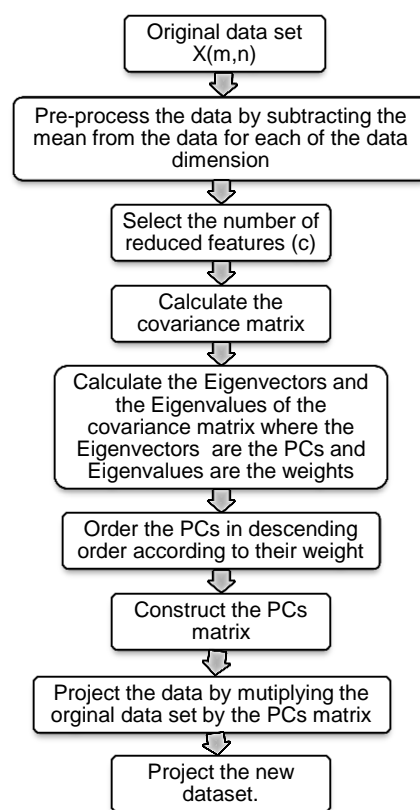 Original data set
X(m,n)
Pre-process the data by subtracting the
mean from the data for each of the data
dimension
Select the number of
reduced features (c)
Calculate the
covariance matrix
Calculate the Eigenvectors and
the Eigenvalues of the
covariance matrix where the
Eigenvectors are the PCs and
Eigenvalues are the weights
Order the PCs in descending
order according to their weight
Construct the PCs
matrix
Project the data by mutiplying the
orginal data set by the PCs matrix
Project the new
dataset.